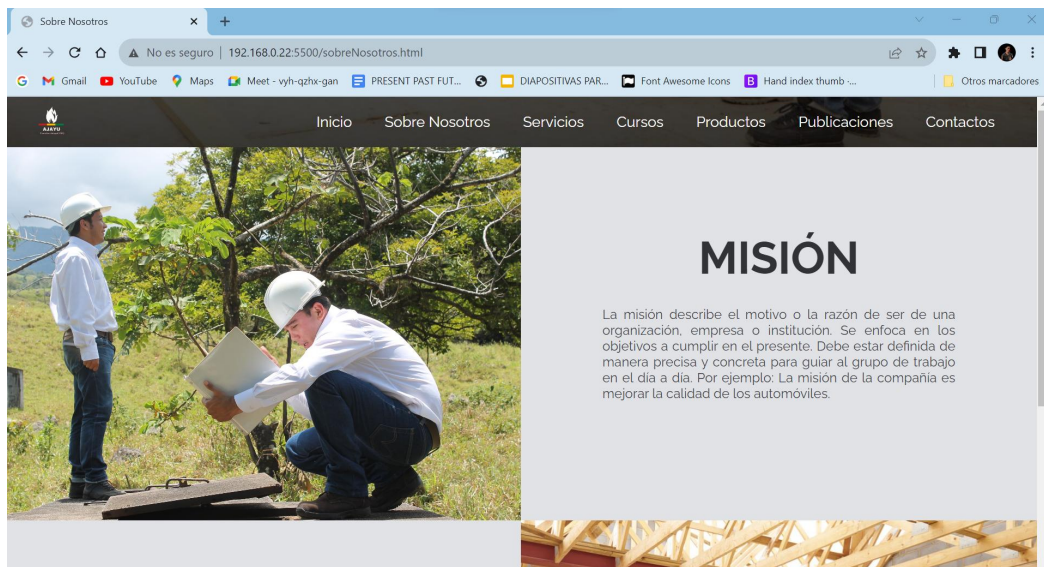 Sobre Nosotros
No es seguro | 192.168.0.22:5500/sobreNosotros.html
Gmail YouTube Maps Meet - vyh-qzhx-gan PRESENT PAST FUT... DIAPOSITIVAS PAR... Font Awesome Icons Hand index thumb -... Otros marcadores
AJAYU
Inicio Sobre Nosotros Servicios Cursos Productos Publicaciones Contactos
MISIÓN
La misión describe el motivo o la razón de ser de una
organización, empresa o institución. Se enfoca en los
objetivos a cumplir en el presente. Debe estar definida de
manera precisa y concreta para guiar al grupo de trabajo
en el día a día. Por ejemplo: La misión de la compañía es
mejorar la calidad de los automóviles.